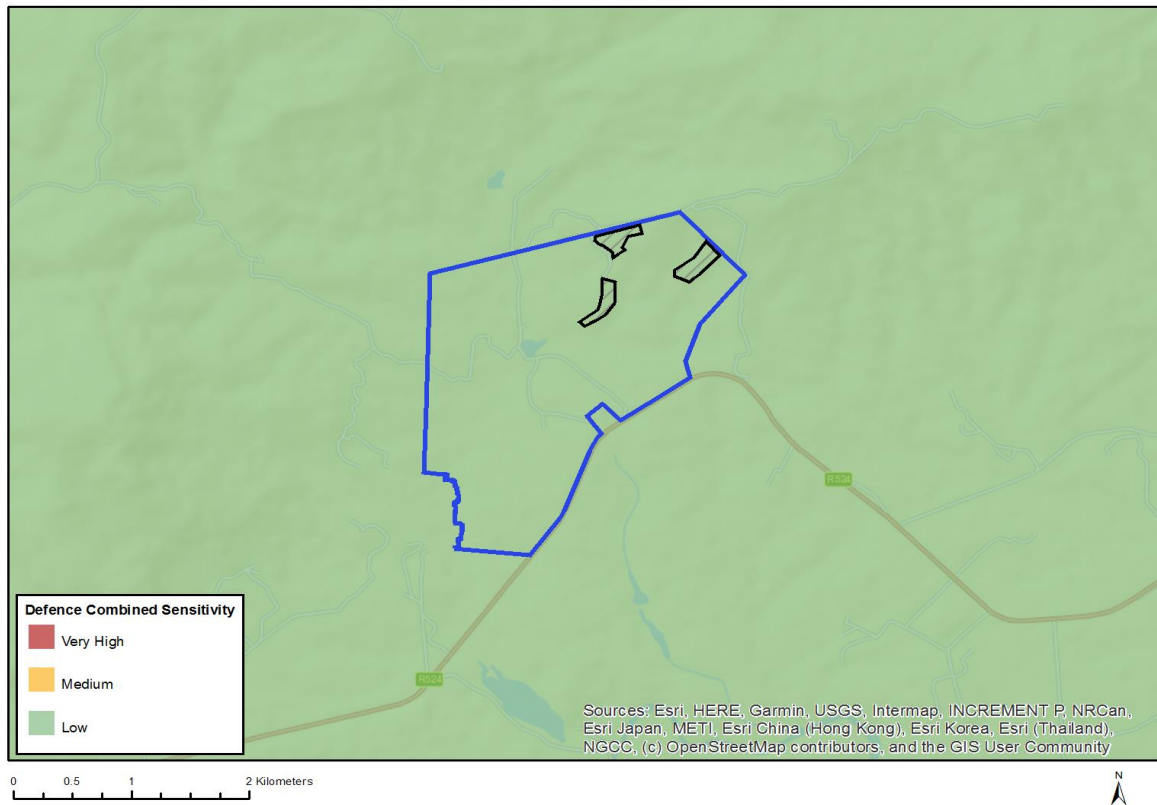 R524
R524
Defence Combined Sensitivity
Very High
Medium
Low
Sources: Esri, HERE, Garmin, USGS, Intermap, INCREMENT P, NRCan,
Esri Japan, METI, Esri China (Hong Kong), Esri Korea, Esri (Thailand),
NGCC, (c) OpenStreetMap contributors, and the GIS User Community
0 0.5 1 2 Kilometers
N